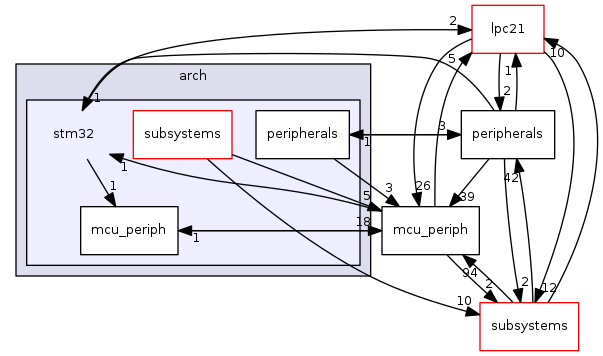 2
lpc21
5
10
arch
1
2
1
stm32
subsystems
peripherals
1
3
peripherals
1
1
3
5
26
39
42
mcu_periph
1
18
mcu_periph
94
2
2
12
10
subsystems